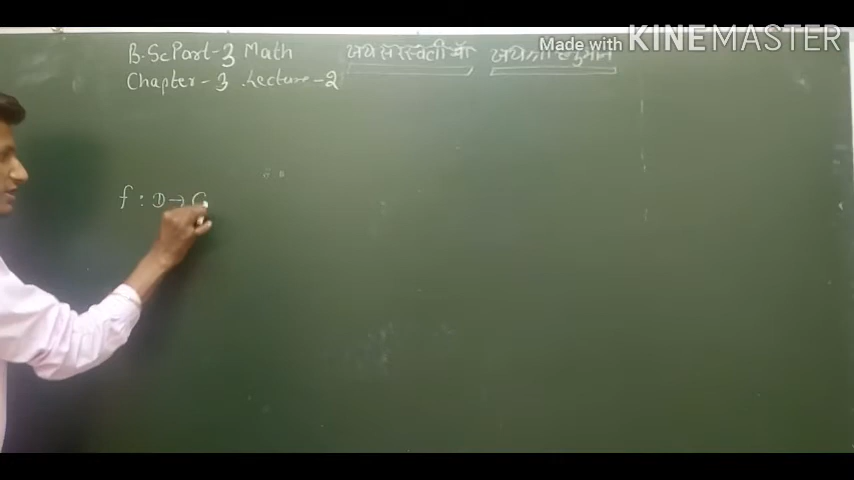 B.Sc Part-3 Math जय सरस्वती माँ जय हनुमान
Made with KINEMASTER
Chapter-3 Lecture-2
f : D → C